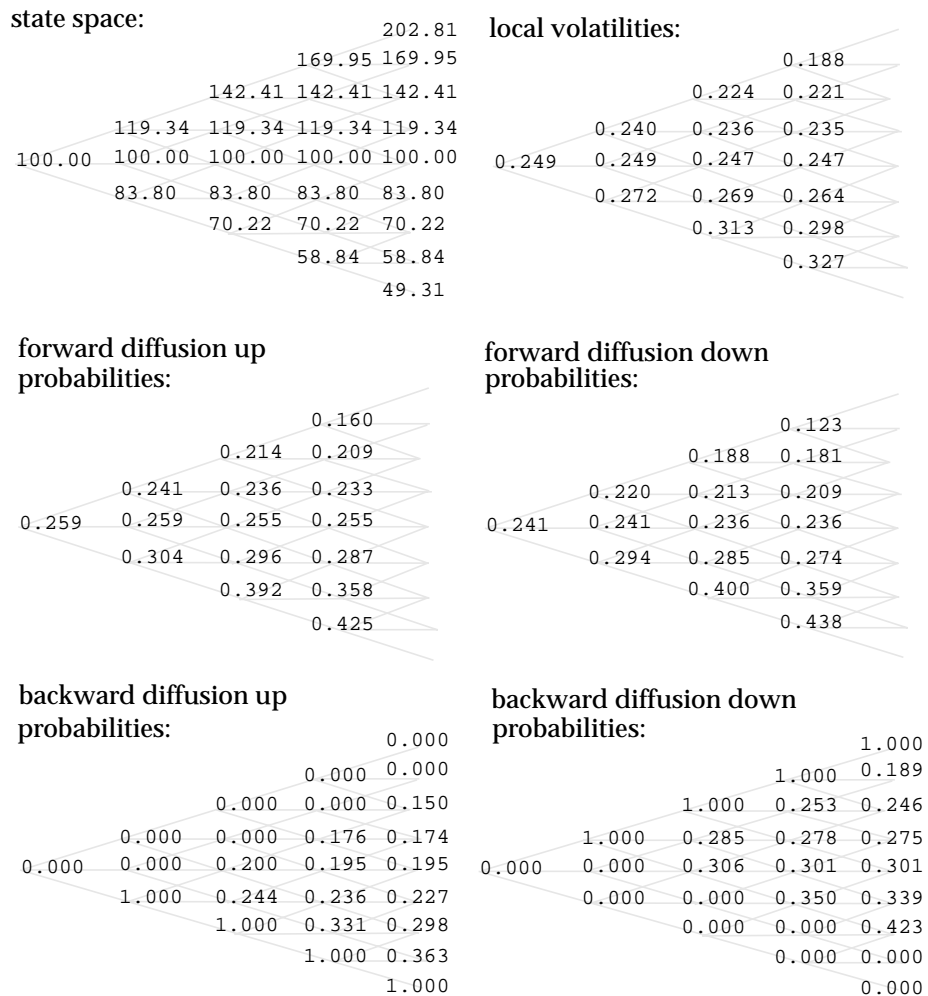 state space:
202.81
169.95 169.95
142.41 142.41 142.41
119.34 119.34 119.34 119.34
100.00 100.00 100.00 100.00 100.00
83.80 83.80 83.80 83.80
70.22 70.22 70.22
58.84 58.84
49.31
local volatilities:
0.188
0.224 0.221
0.240 0.236 0.235
0.249 0.249 0.247 0.247
0.272 0.269 0.264
0.313 0.298
0.327
forward diffusion up
probabilities:
0.160
0.214 0.209
0.241 0.236 0.233
0.259 0.259 0.255 0.255
0.304 0.296 0.287
0.392 0.358
0.425
forward diffusion down
probabilities:
0.123
0.188 0.181
0.220 0.213 0.209
0.241 0.241 0.236 0.236
0.294 0.285 0.274
0.400 0.359
0.438
backward diffusion up
probabilities:
0.000
0.000 0.000
0.000 0.000 0.150
0.000 0.000 0.176 0.174
0.000 0.000 0.200 0.195 0.195
1.000 0.244 0.236 0.227
1.000 0.331 0.298
1.000 0.363
1.000
backward diffusion down
probabilities:
1.000
1.000 0.189
1.000 0.253 0.246
1.000 0.285 0.278 0.275
0.000 0.000 0.306 0.301 0.301
0.000 0.000 0.350 0.339
0.000 0.000 0.423
0.000 0.000
0.000